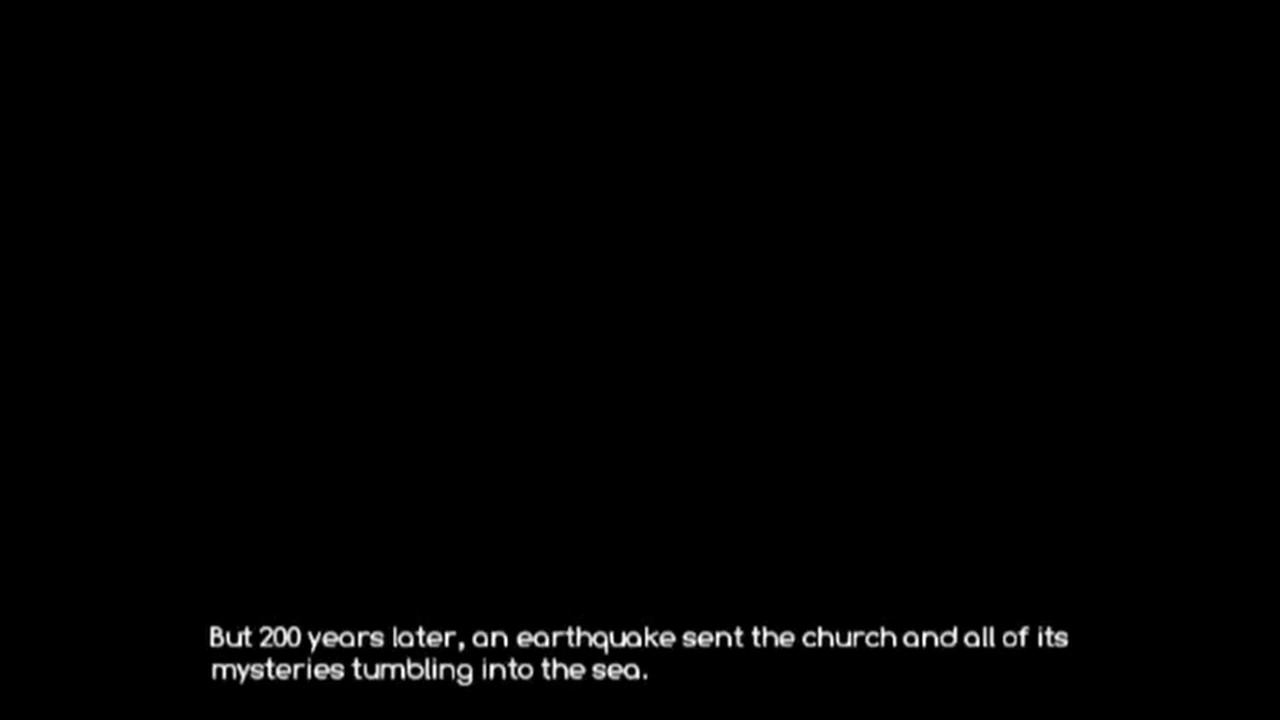 But 200 years later, an earthquake sent the church and all of its
mysteries tumbling into the sea.